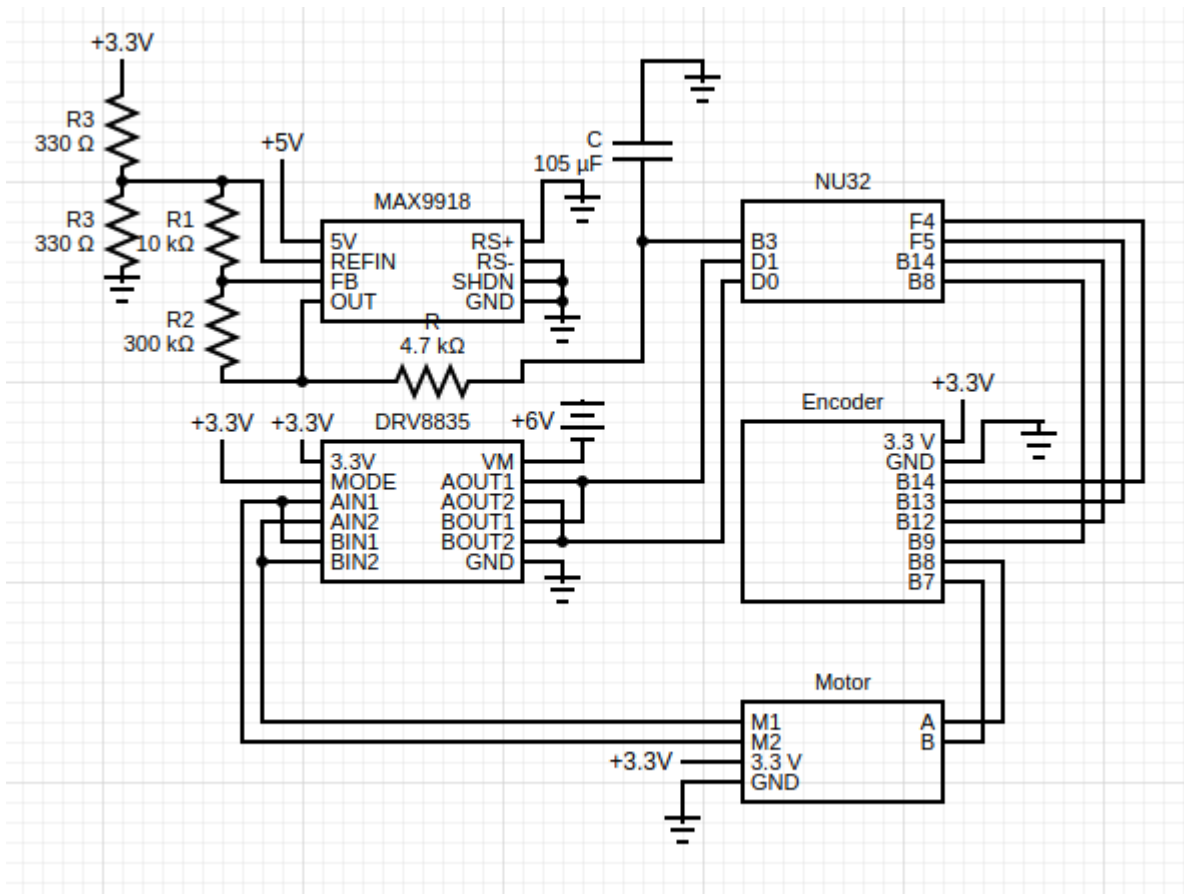 +3.3V
R3
330 Ω
+5V
R3
330 Ω
R1
10 kΩ
R2
300 kΩ
MAX9918
5V
REFIN
FB
OUT
RS+
RS-
SHDN
GND
R
4.7 kΩ
C
105 µF
NU32
B3
D1
D0
F4
F5
B14
B8
+3.3V
+3.3V
DRV8835
3.3V
MODE
AIN1
AIN2
BIN1
BIN2
+6V
VM
AOUT1
AOUT2
BOUT1
BOUT2
GND
+3.3V
Encoder
3.3 V
GND
B14
B13
B12
B9
B8
B7
Motor
M1
M2
3.3 V
GND
A
B
+3.3V